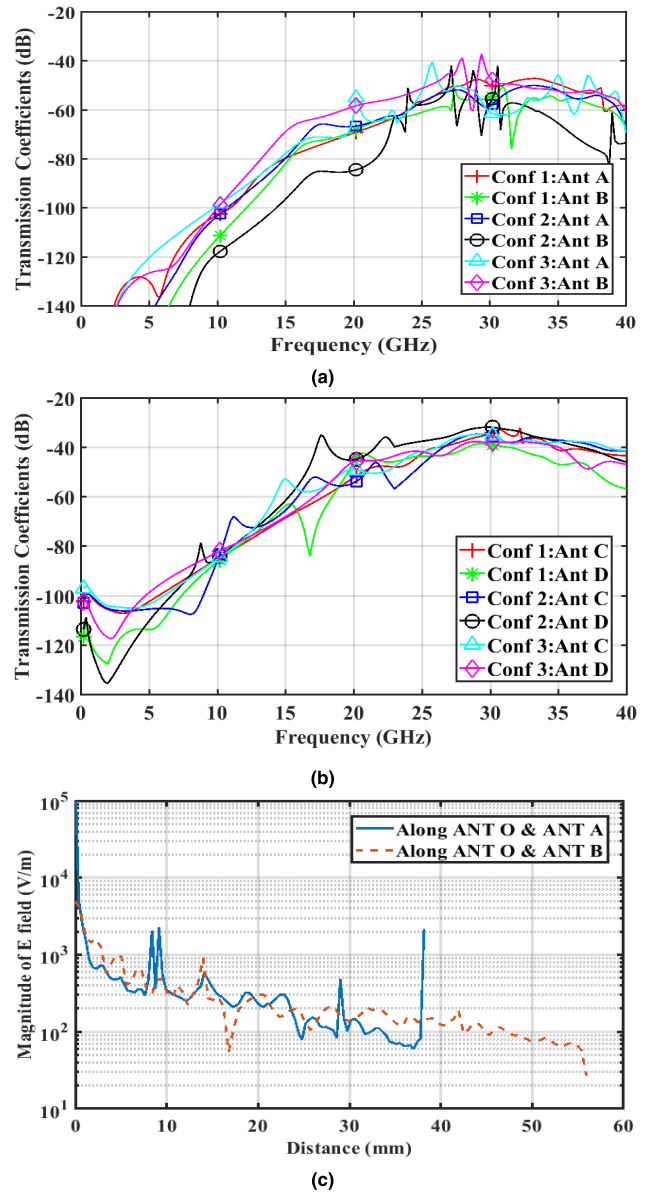 Transmission Coefficients (dB)
-20
-40
-60
-80
-100
-120
-140
0 5 10 15 20 25 30 35 40
Frequency (GHz)
Conf 1:Ant A
Conf 1:Ant B
Conf 2:Ant A
Conf 2:Ant B
Conf 3:Ant A
Conf 3:Ant B
(a)
Transmission Coefficients (dB)
-20
-40
-60
-80
-100
-120
-140
0 5 10 15 20 25 30 35 40
Frequency (GHz)
Conf 1:Ant C
Conf 1:Ant D
Conf 2:Ant C
Conf 2:Ant D
Conf 3:Ant C
Conf 3:Ant D
(b)
Magnitude of E field (V/m)
10^5
10^4
10^3
10^2
10^1
0 10 20 30 40 50 60
Distance (mm)
Along ANT O & ANT A
Along ANT O & ANT B
(c)